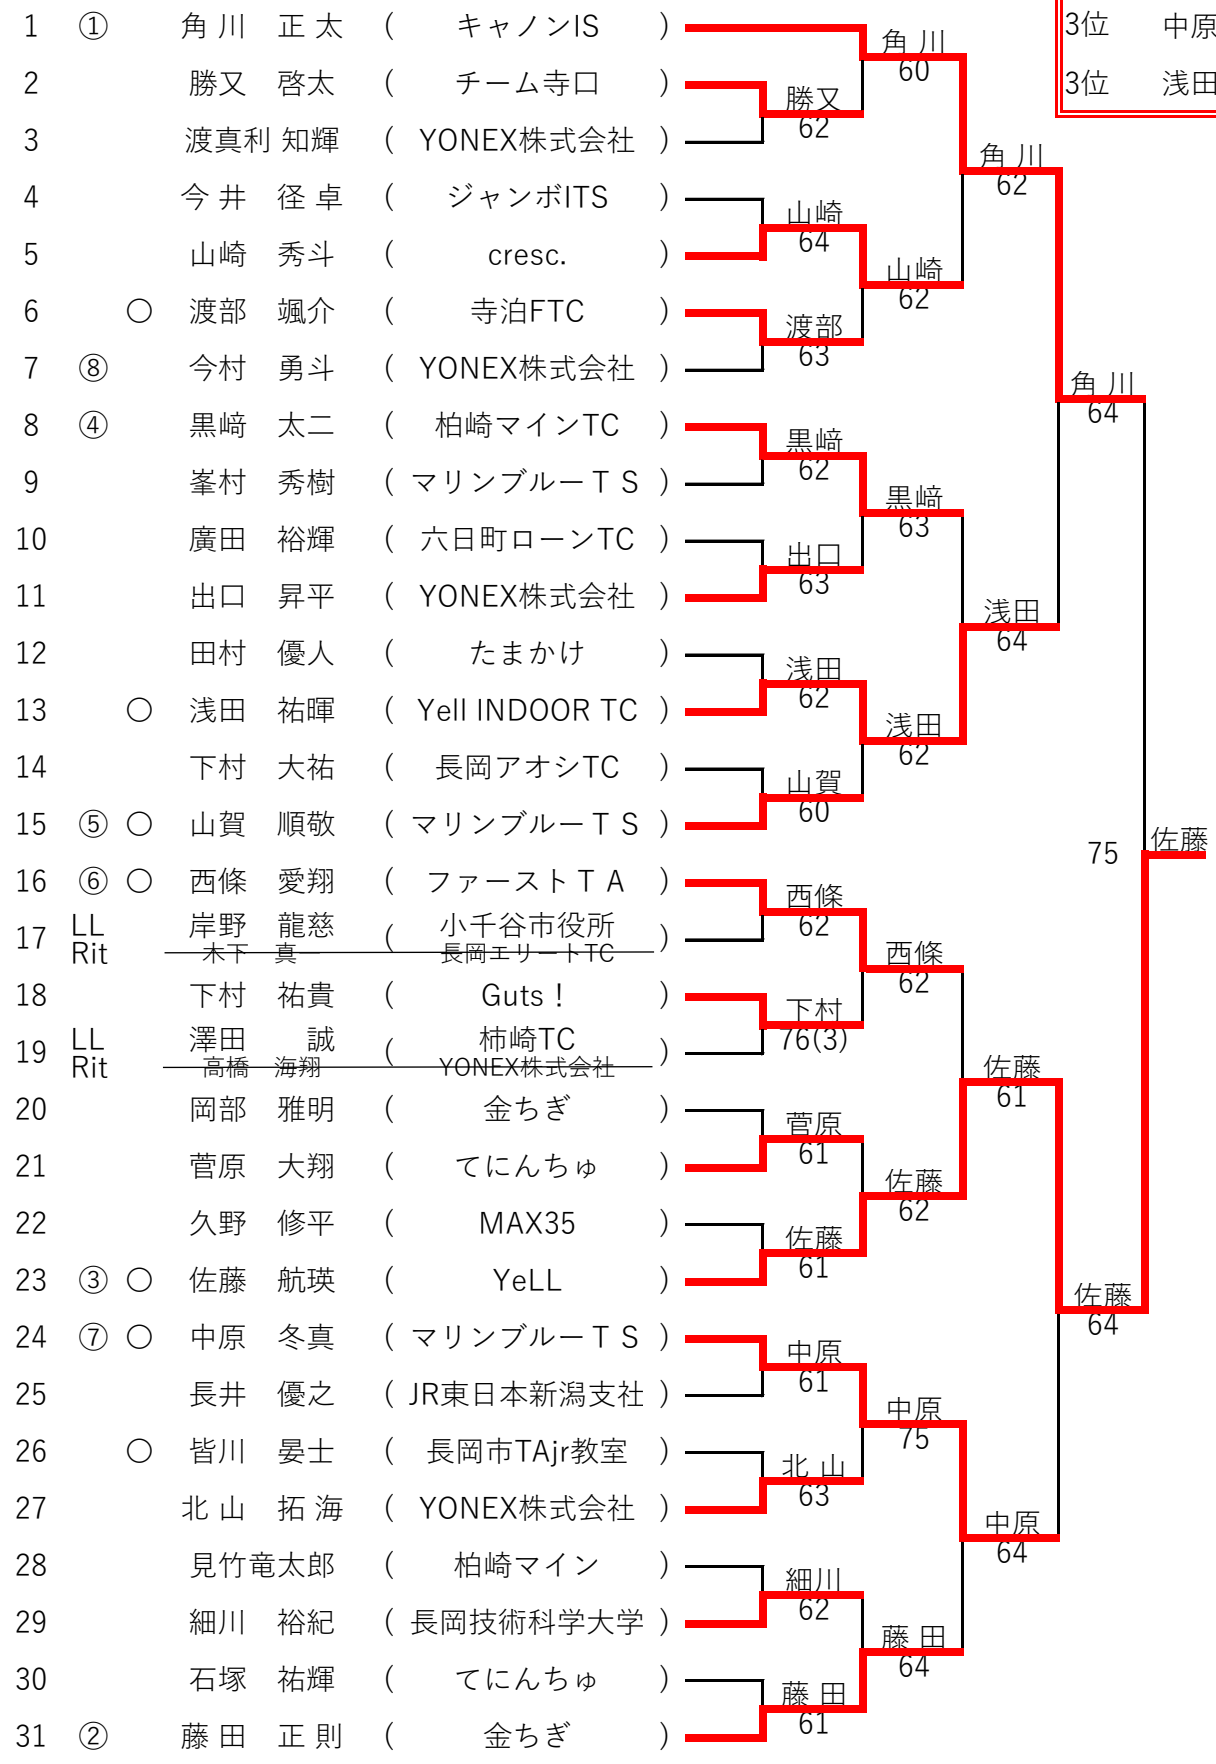 1 ① 角川 正太 ( キャノンIS )
2 勝又 啓太 ( チーム寺口 )
3 渡真利 知輝 ( YONEX株式会社 )
4 今井 径卓 ( ジャンボITS )
5 山崎 秀斗 ( cresc. )
6 ○ 渡部 颯介 ( 寺泊FTC )
7 ⑧ 今村 勇斗 ( YONEX株式会社 )
8 ④ 黒﨑 太二 ( 柏崎マインTC )
9 峯村 秀樹 ( マリンブルーTS )
10 廣田 裕輝 ( 六日町ローンTC )
11 出口 昇平 ( YONEX株式会社 )
12 田村 優人 ( たまかけ )
13 ○ 浅田 祐暉 ( Yell INDOOR TC )
14 下村 大祐 ( 長岡アオシTC )
15 ⑤ ○ 山賀 順敬 ( マリンブルーTS )
16 ⑥ ○ 西條 愛翔 ( ファーストTA )
17 LL 岸野 龍慈 ( 小千谷市役所 )
Rit 木下 真一 長岡エリートTC
18 下村 祐貴 ( Guts！ )
19 LL 澤田 誠 ( 柿崎TC )
Rit 高橋 海翔 YONEX株式会社
20 岡部 雅明 ( 金ちぎ )
21 菅原 大翔 ( てにんちゅ )
22 久野 修平 ( MAX35 )
23 ③ ○ 佐藤 航瑛 ( YeLL )
24 ⑦ ○ 中原 冬真 ( マリンブルーTS )
25 長井 優之 ( JR東日本新潟支社 )
26 ○ 皆川 晏士 ( 長岡市TAjr教室 )
27 北山 拓海 ( YONEX株式会社 )
28 見竹竜太郎 ( 柏崎マイン )
29 細川 裕紀 ( 長岡技術科学大学 )
30 石塚 祐輝 ( てにんちゅ )
31 ② 藤田 正則 ( 金ちぎ )
勝又
62
山崎
64
渡部
63
黒﨑
62
出口
63
浅田
62
山賀
60
西條
62
下村
76(3)
菅原
61
佐藤
61
中原
61
北山
63
細川
62
藤田
61
角川
60
山崎
62
黒﨑
63
浅田
62
西條
62
佐藤
62
中原
75
藤田
64
角川
62
浅田
64
佐藤
61
中原
64
角川
64
佐藤
64
75 佐藤
3位 中原
3位 浅田